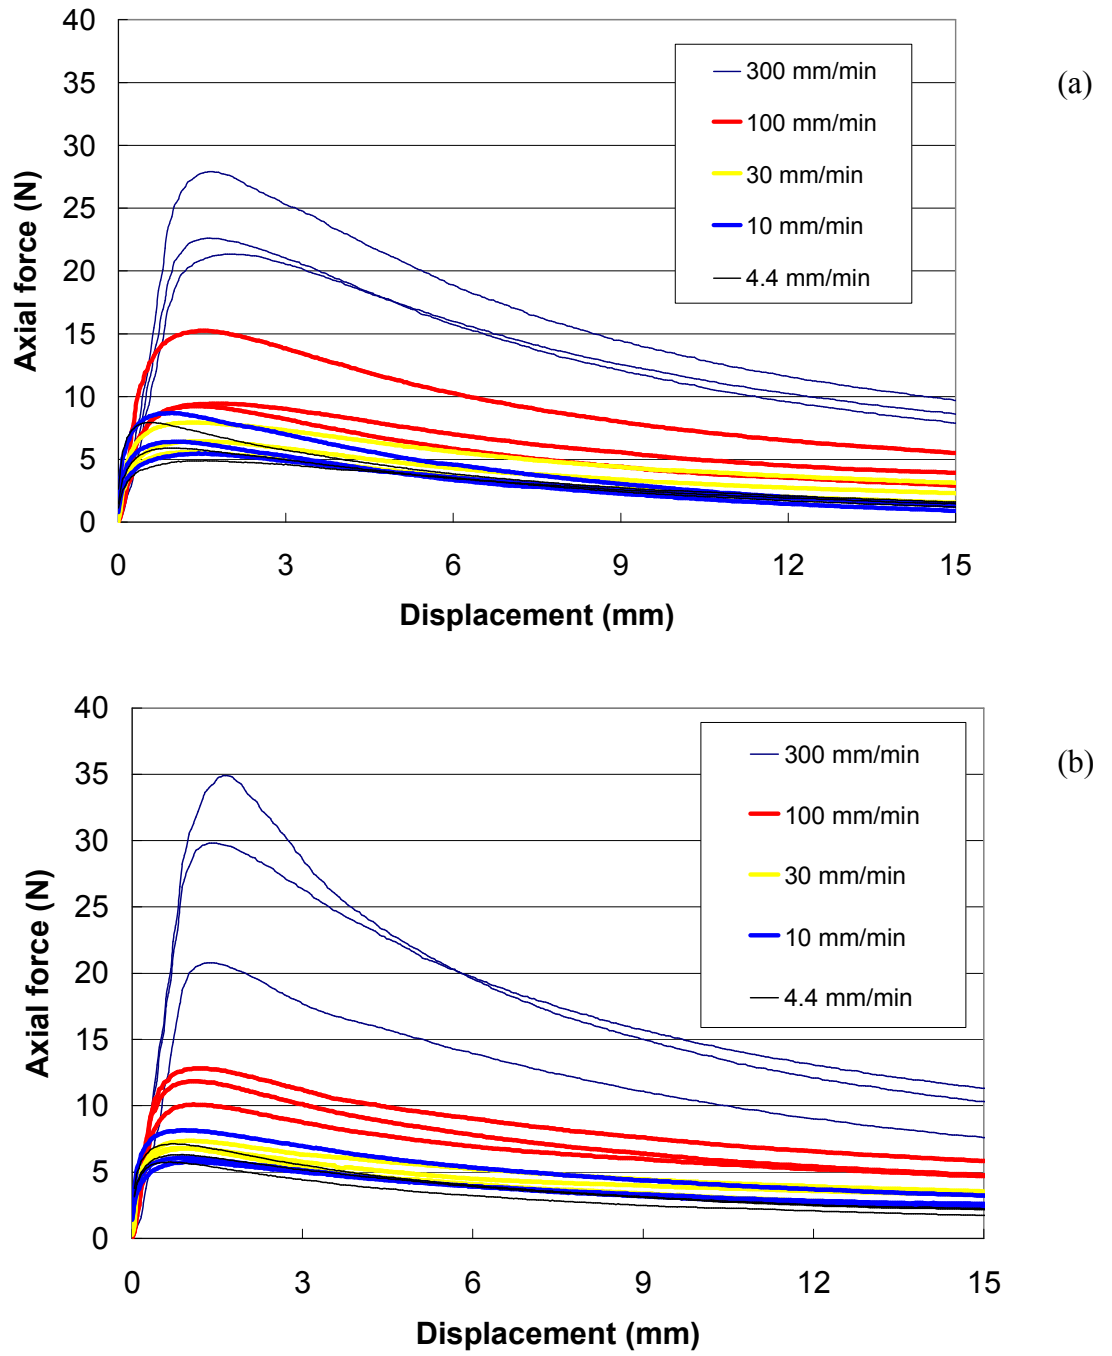 40
35
30
25
20
15
10
5
0
Axial force (N)
300 mm/min
100 mm/min
30 mm/min
10 mm/min
4.4 mm/min
(a)
0 3 6 9 12 15
Displacement (mm)
40
35
30
25
20
15
10
5
0
Axial force (N)
300 mm/min
100 mm/min
30 mm/min
10 mm/min
4.4 mm/min
(b)
0 3 6 9 12 15
Displacement (mm)